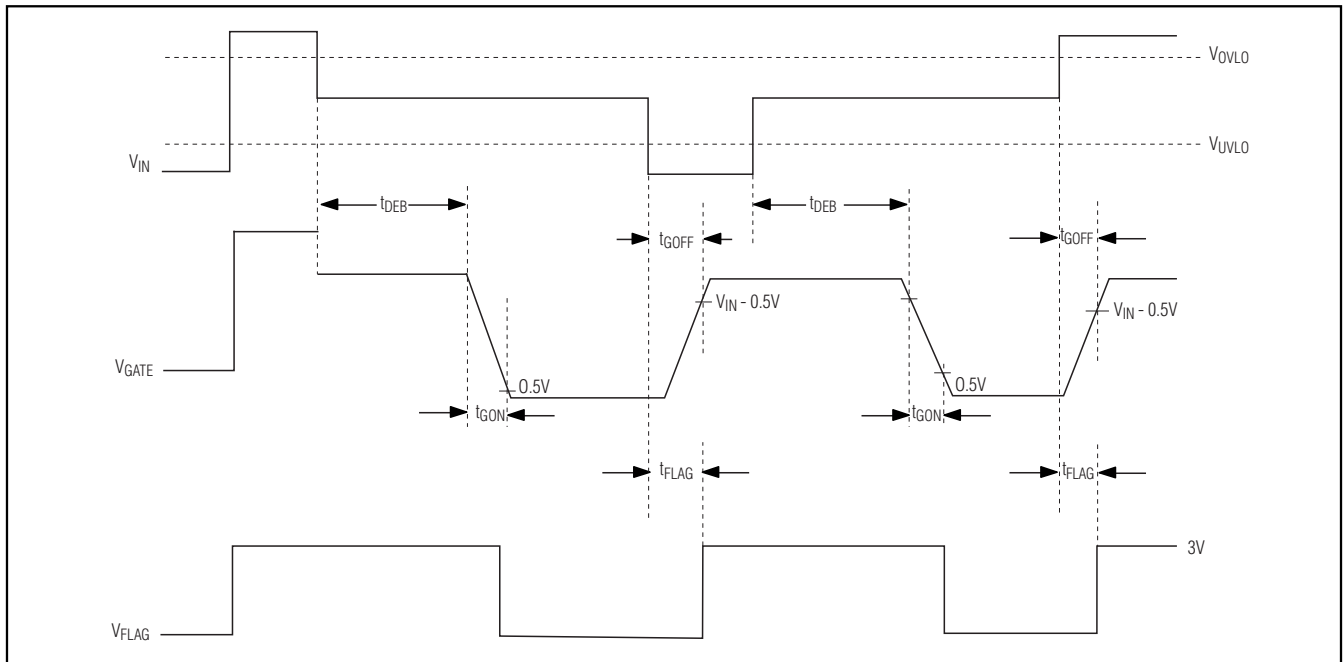 VOVLO
VUVLO
VIN
tDEB
tDEB
tGOFF
tGOFF
VIN - 0.5V
VIN - 0.5V
VGATE
0.5V
0.5V
tGON
tGON
tFLAG
tFLAG
3V
VFLAG